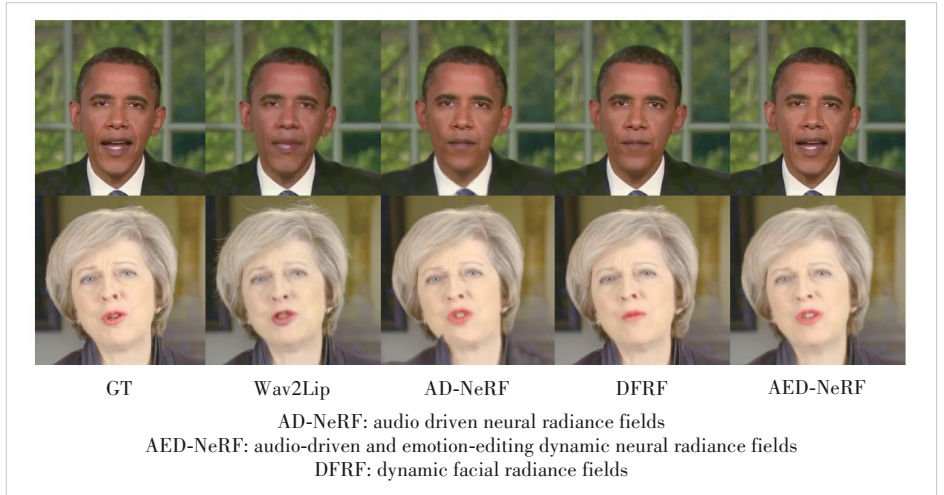 GT Wav2Lip AD-NeRF DFRF AED-NeRF
AD-NeRF: audio driven neural radiance fields
AED-NeRF: audio-driven and emotion-editing dynamic neural radiance fields
DFRF: dynamic facial radiance fields